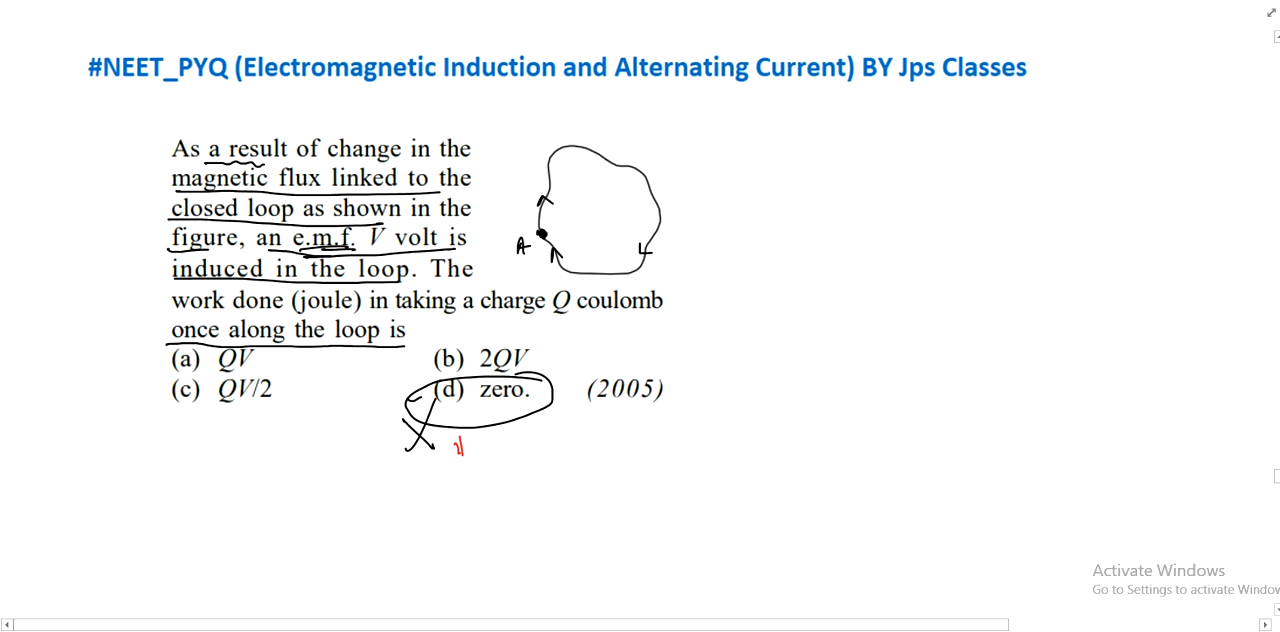 #NEET_PYQ (Electromagnetic Induction and Alternating Current) BY Jps Classes
As a result of change in the
magnetic flux linked to the
closed loop as shown in the
figure, an e.m.f. V volt is
induced in the loop. The
work done (joule) in taking a charge Q coulomb
once along the loop is
(a) QV (b) 2QV
(c) QV/2 (d) zero. (2005)
A
Activate Windows
Go to Settings to activate Window